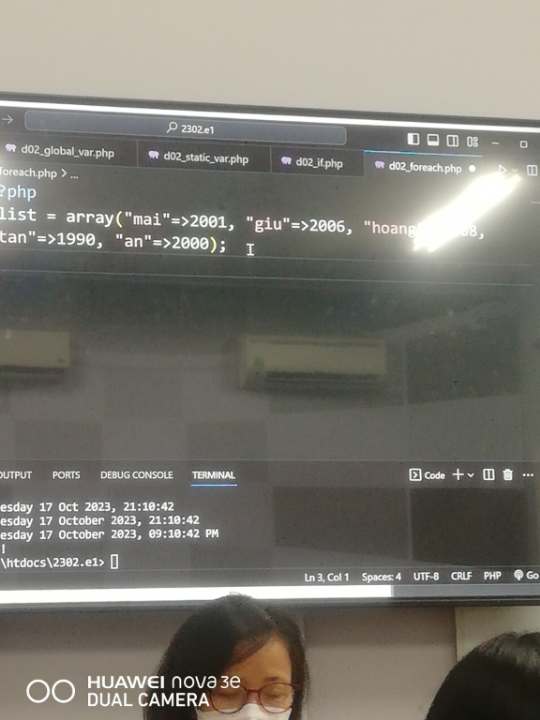 2302.e1
d02_global_var.php d02_static_var.php d02_if.php d02_foreach.php
foreach.php > ...
?php
list = array("mai"=>2001, "giu"=>2006, "hoang
tan"=>1990, "an"=>2000);
OUTPUT PORTS DEBUG CONSOLE TERMINAL Code
esday 17 Oct 2023, 21:10:42
esday 17 October 2023, 21:10:42
esday 17 October 2023, 09:10:42 PM
!
\htdocs\2302.e1>
Ln 3, Col 1 Spaces: 4 UTF-8 CRLF PHP Go
HUAWEI nova 3e
DUAL CAMERA